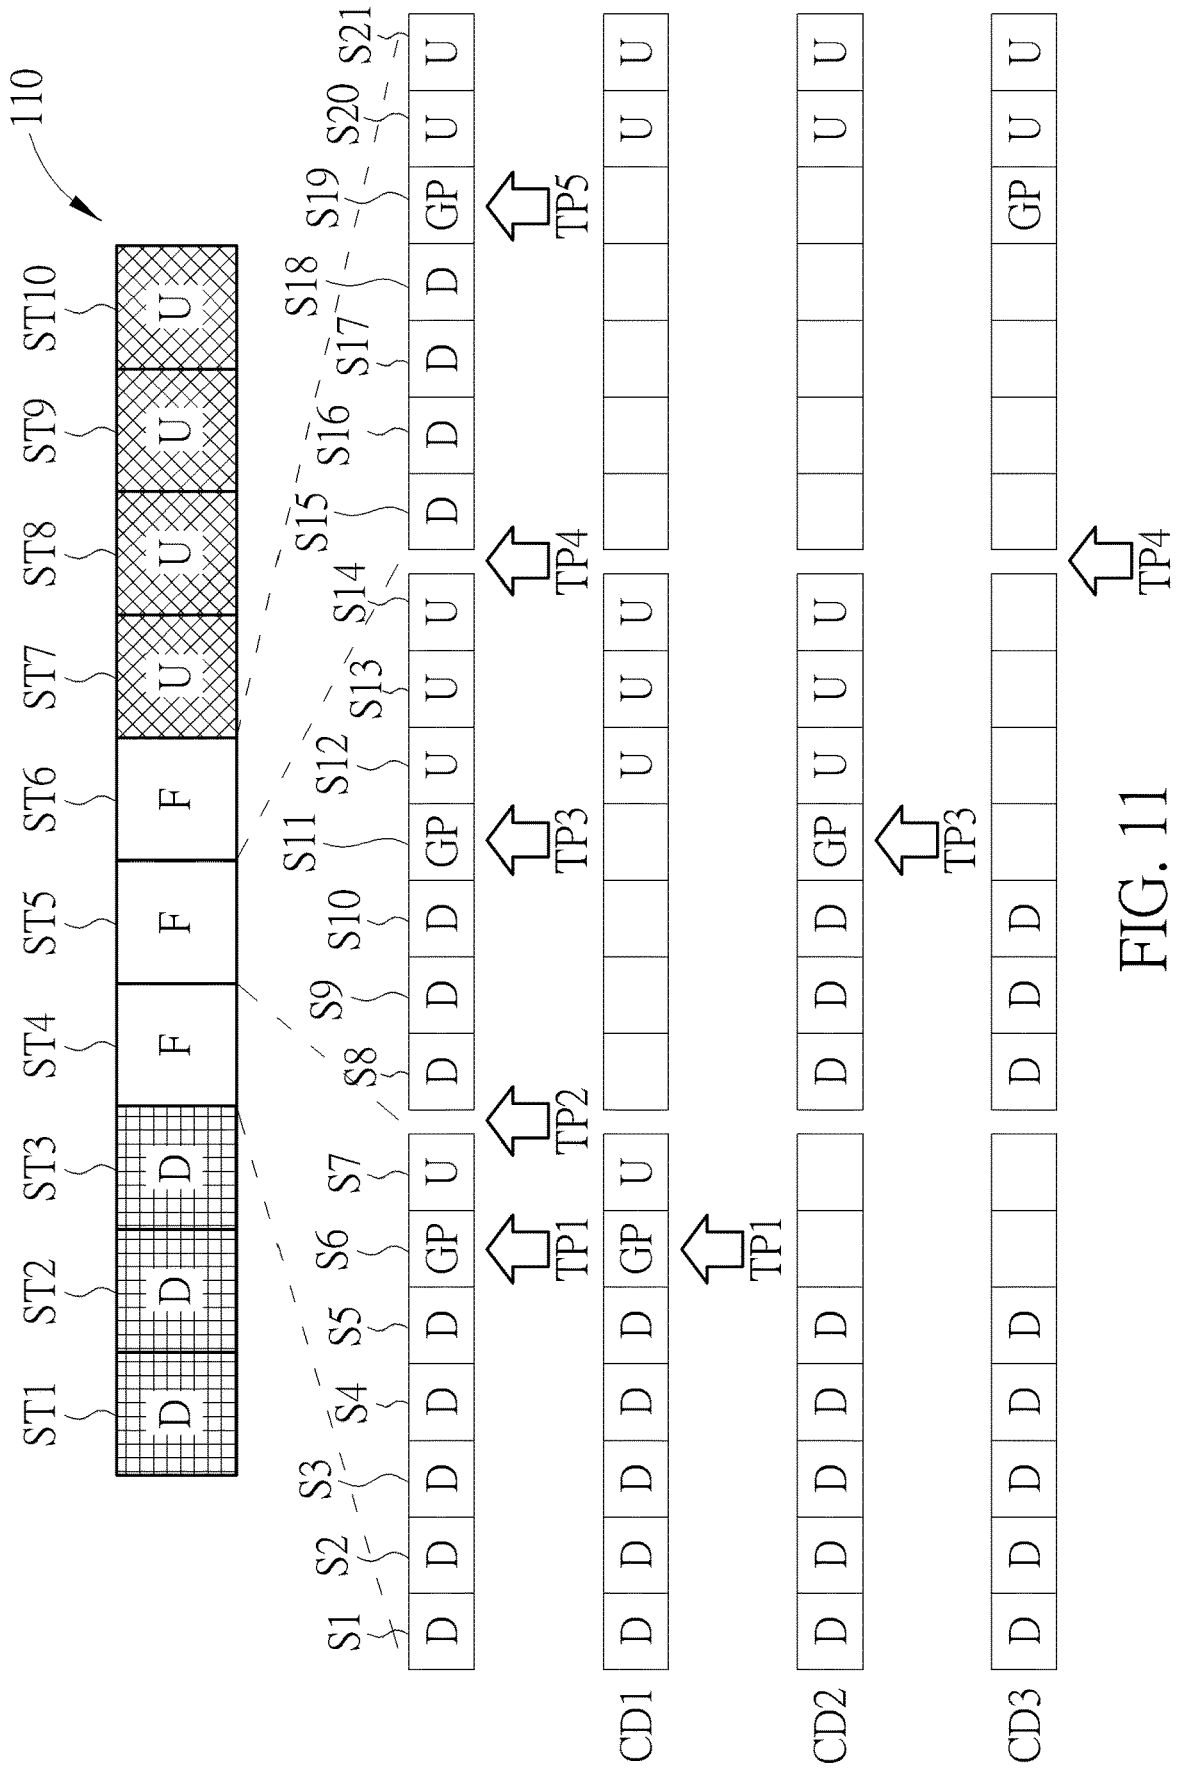 110
ST1 ST2 ST3 ST4 ST5 ST6 ST7 ST8 ST9 ST10
D D D F F F U U U U
S1 S2 S3 S4 S5 S6 S7 S8 S9 S10 S11 S12 S13 S14 S15 S16 S17 S18 S19 S20 S21
D D D D D GP U D D D GP U U U D D D D GP U U
TP1 TP2 TP3 TP4 TP5
CD1 D D D D D GP U U U U U U
TP1
CD2 D D D D D D D D GP U U U U U
TP3
CD3 D D D D D D D D GP U U
TP4
FIG. 11